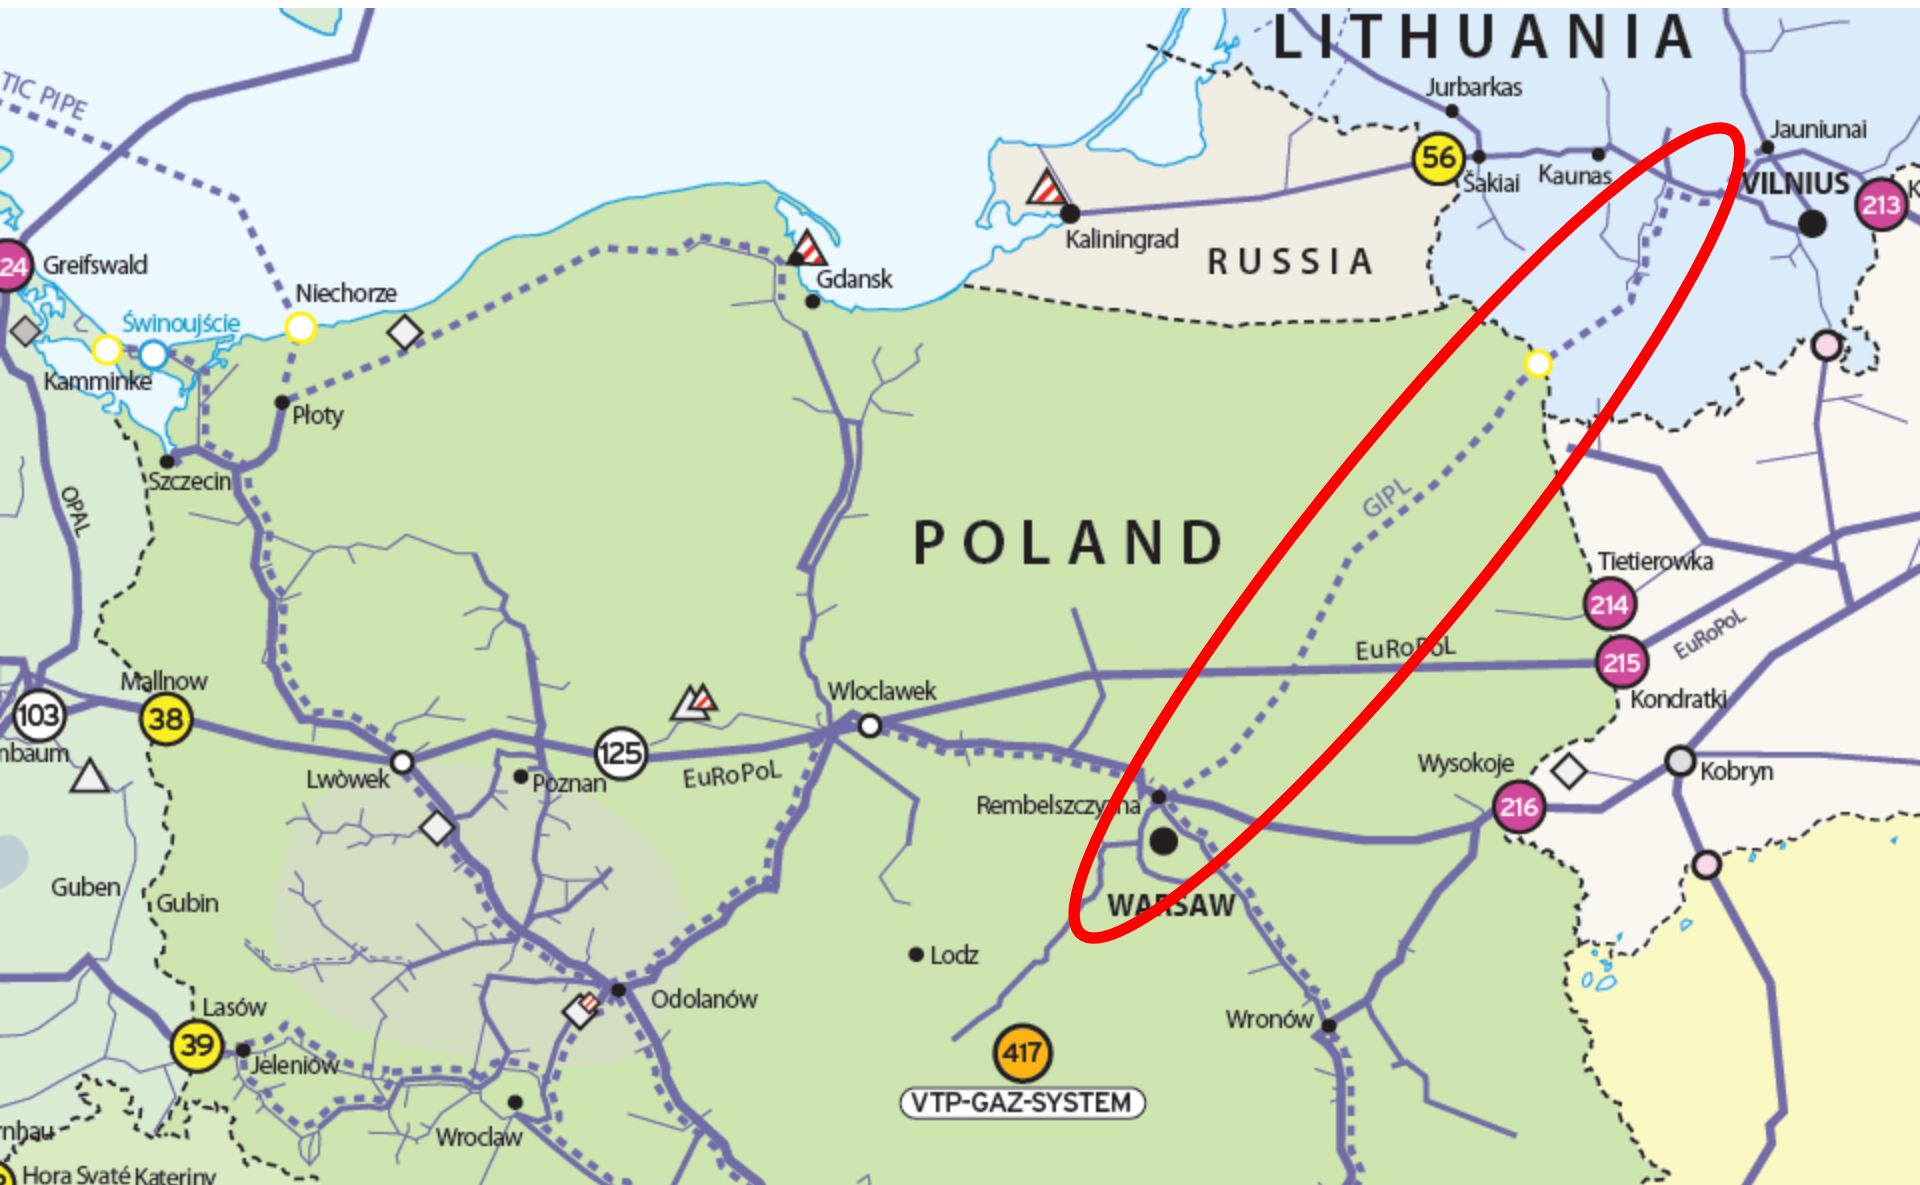 LITHUANIA
TIC PIPE
Jurbarkas
Jauniunai
56
Šakiai
Kaunas
VILNIUS
213
K
Kaliningrad
RUSSIA
24
Greifswald
Gdansk
Niechorze
Świnoujście
Kamminke
Płoty
Szczecin
OPAL
GIPL
POLAND
Tietierowka
214
EuRoPoL
EuRoPoL
215
Mallnow
Wloclawek
Kondratki
103
38
125
nbaum
Lwòwek
Poznan
EuRoPoL
Wysokoje
Kobryn
Rembelszczyzna
216
Guben
Gubin
WARSAW
Lodz
Odolanów
Lasów
Wronów
39
Jeleniów
417
VTP-GAZ-SYSTEM
Wroclaw
rnhau
Hora Svaté Kateriny